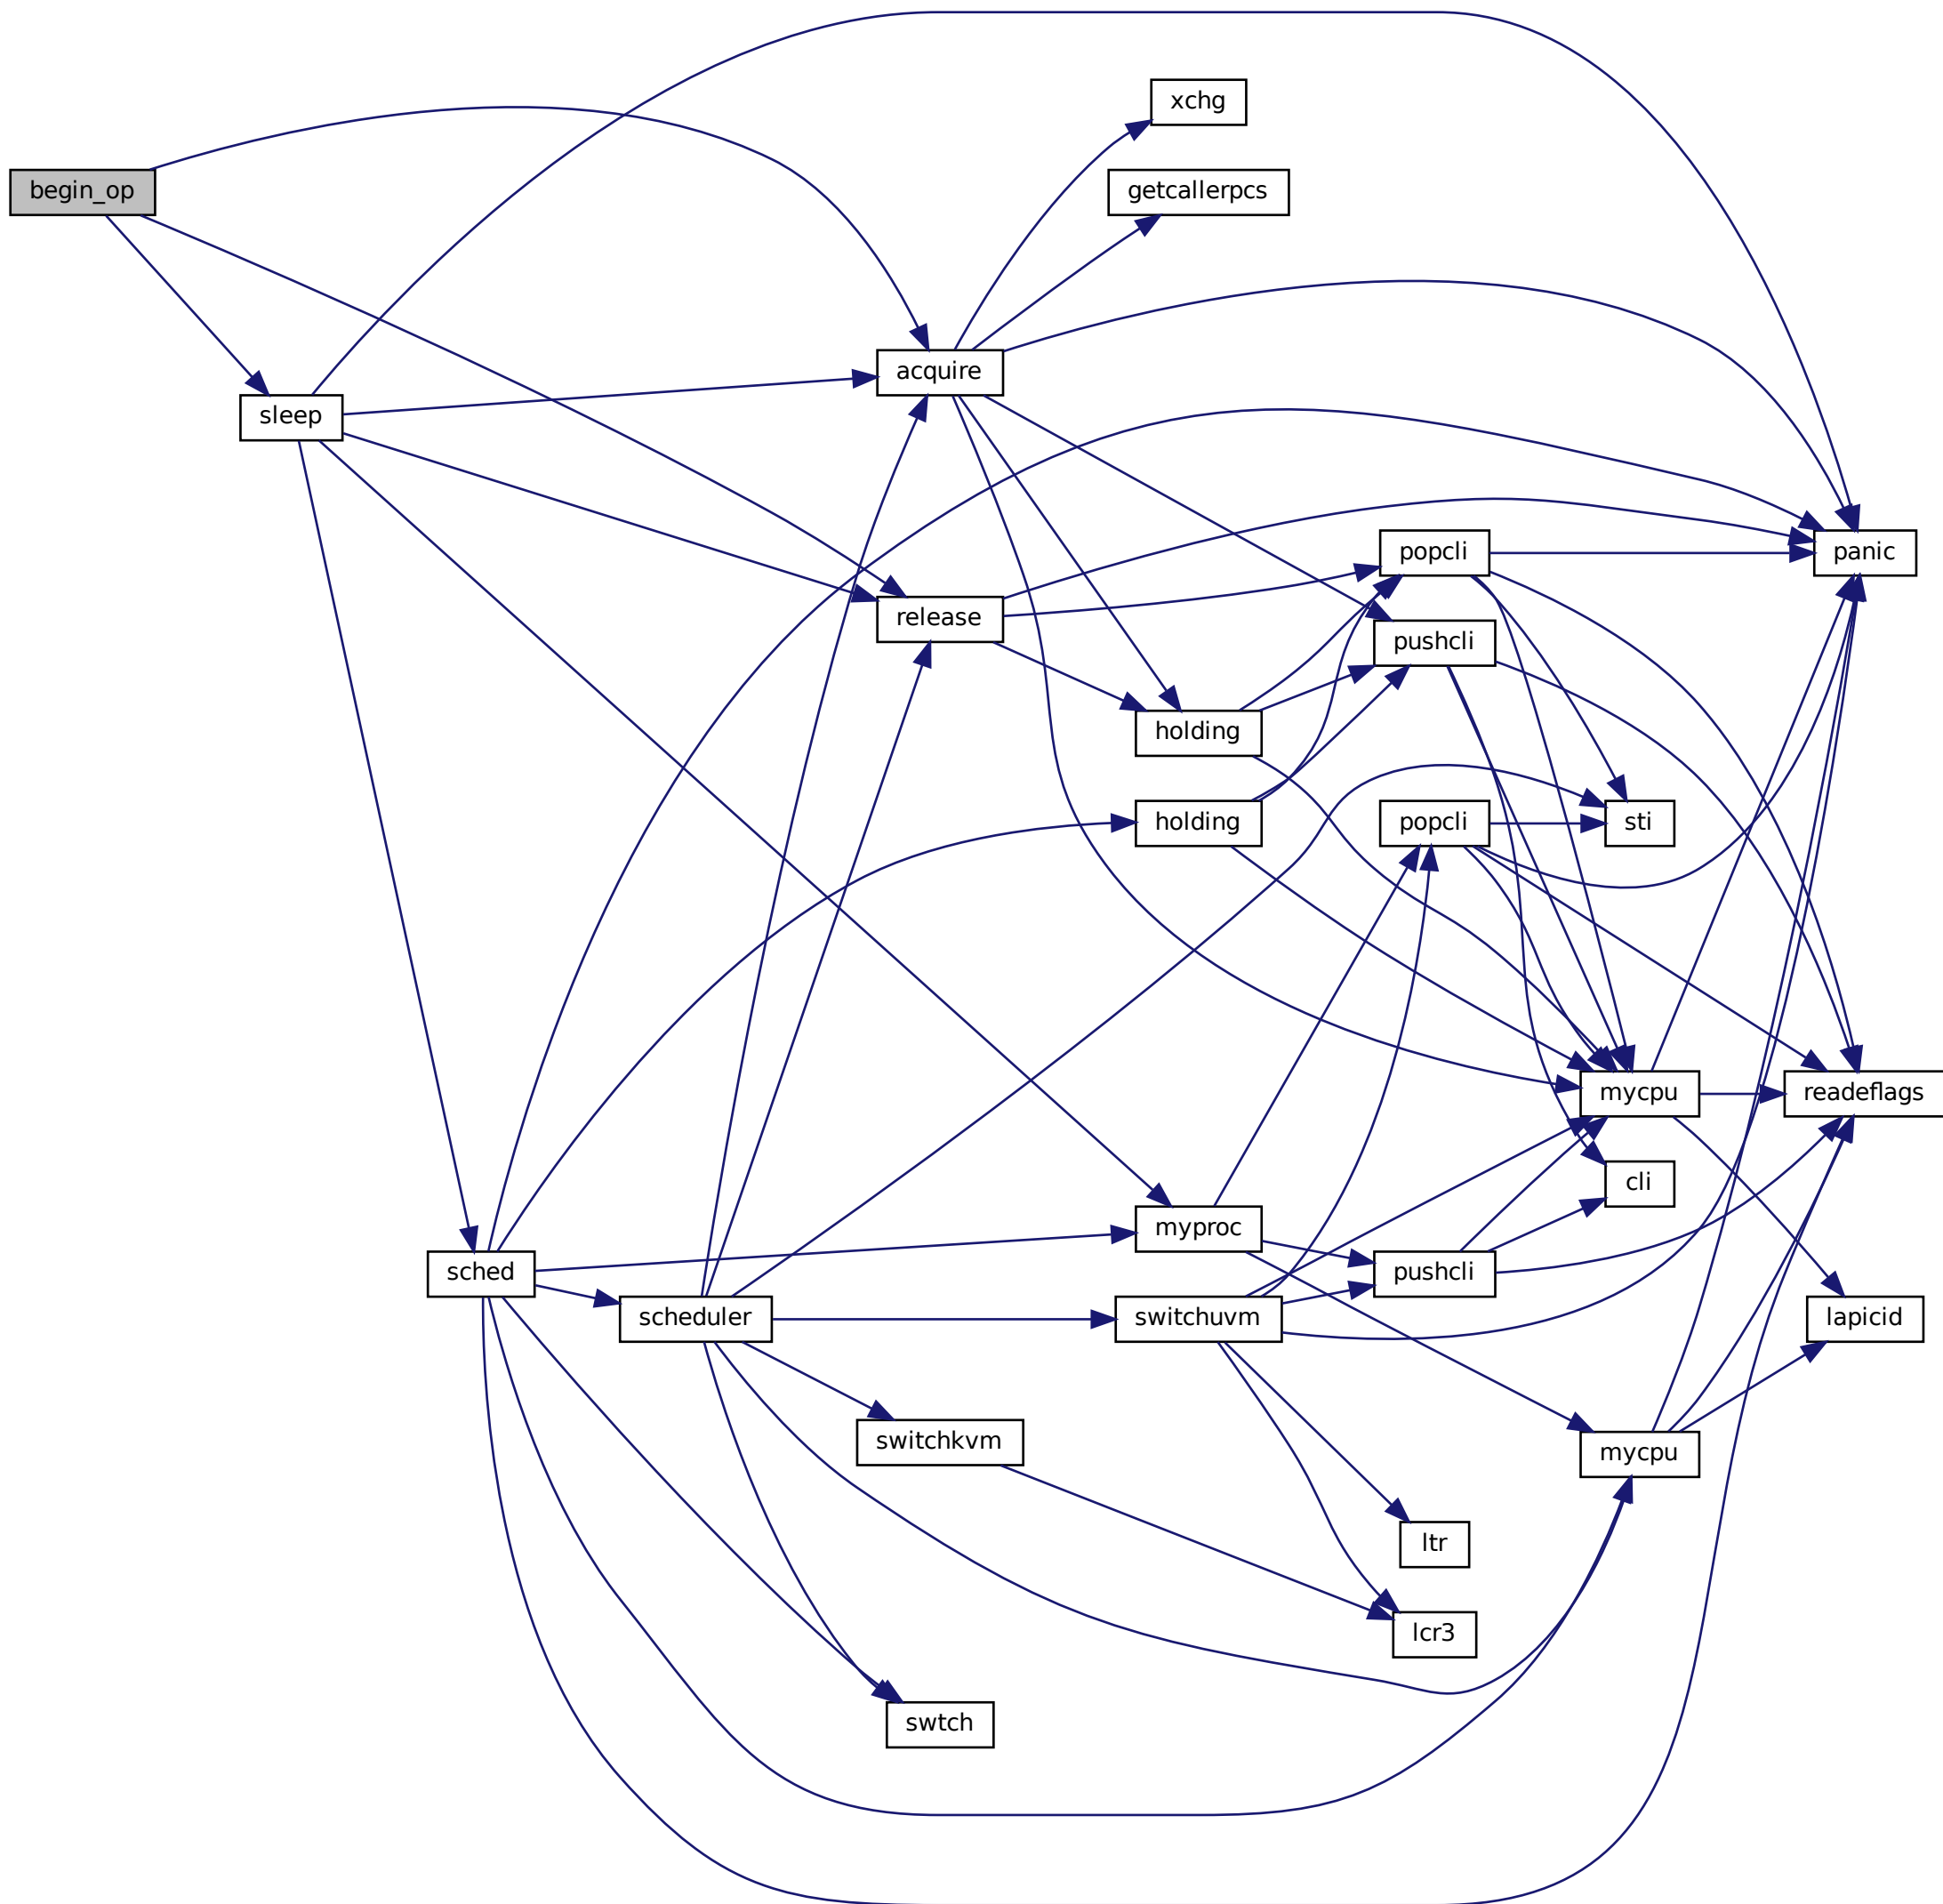 xchg
begin_op
getcallerpcs
acquire
sleep
popcli
panic
release
pushcli
holding
holding
popcli
sti
mycpu
readeflags
cli
myproc
sched
pushcli
scheduler
switchuvm
lapicid
switchkvm
mycpu
ltr
lcr3
swtch